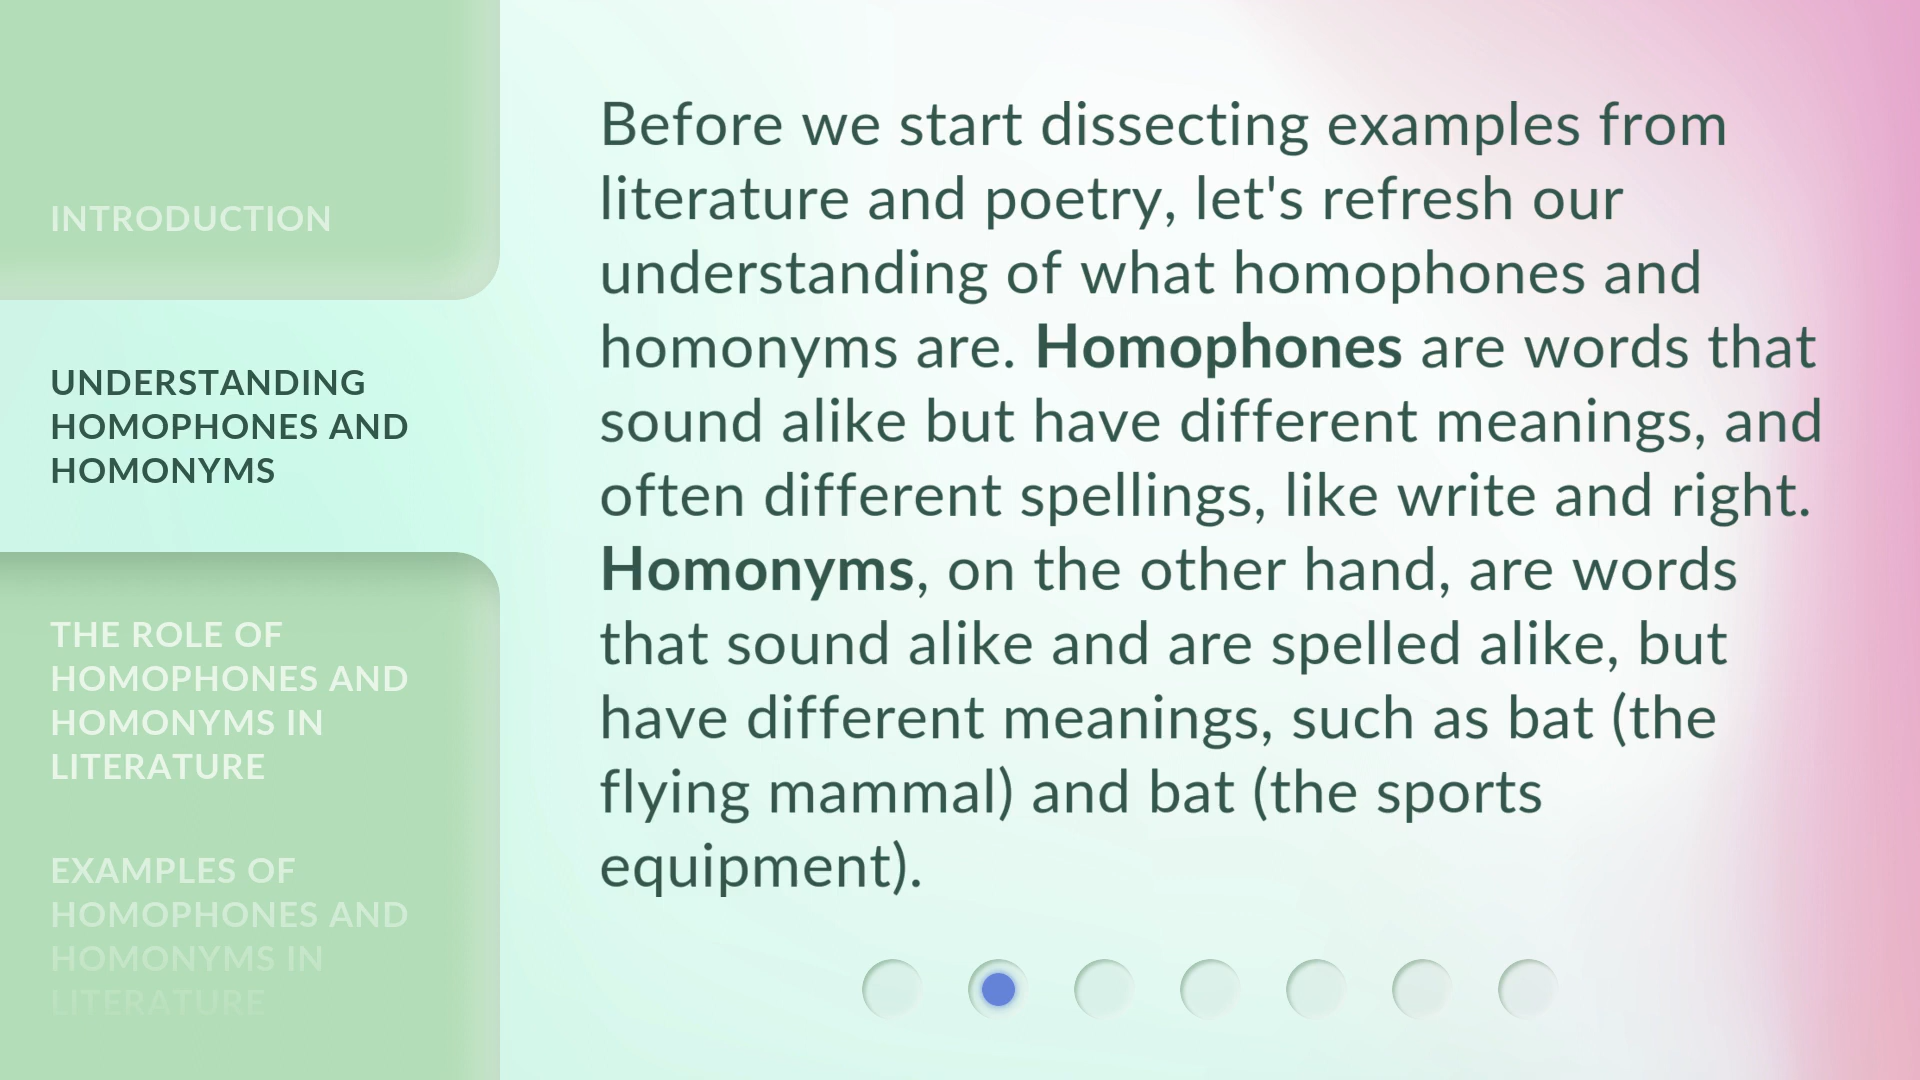 INTRODUCTION
UNDERSTANDING
HOMOPHONES AND
HOMONYMS
THE ROLE OF
HOMOPHONES AND
HOMONYMS IN
LITERATURE
EXAMPLES OF
HOMOPHONES AND
HOMONYMS IN
LITERATURE
Before we start dissecting examples from
literature and poetry, let's refresh our
understanding of what homophones and
homonyms are. Homophones are words that
sound alike but have different meanings, and
often different spellings, like write and right.
Homonyms, on the other hand, are words
that sound alike and are spelled alike, but
have different meanings, such as bat (the
flying mammal) and bat (the sports
equipment).